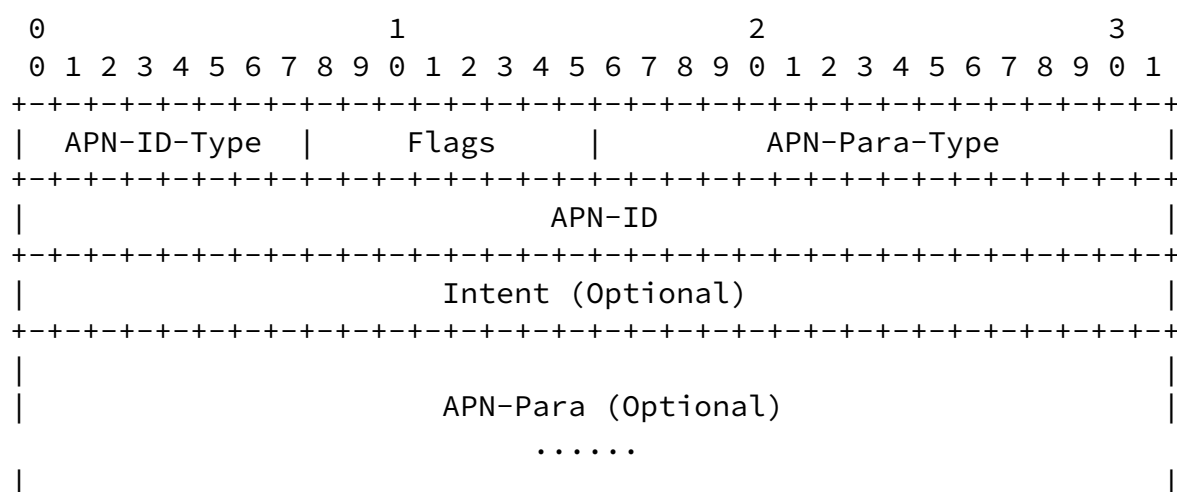 0                   1                   2                   3
 0 1 2 3 4 5 6 7 8 9 0 1 2 3 4 5 6 7 8 9 0 1 2 3 4 5 6 7 8 9 0 1
+-+-+-+-+-+-+-+-+-+-+-+-+-+-+-+-+-+-+-+-+-+-+-+-+-+-+-+-+-+-+-+-+
|  APN-ID-Type  |     Flags     |         APN-Para-Type         |
+-+-+-+-+-+-+-+-+-+-+-+-+-+-+-+-+-+-+-+-+-+-+-+-+-+-+-+-+-+-+-+-+
|                             APN-ID                            |
+-+-+-+-+-+-+-+-+-+-+-+-+-+-+-+-+-+-+-+-+-+-+-+-+-+-+-+-+-+-+-+-+
|                       Intent (Optional)                       |
+-+-+-+-+-+-+-+-+-+-+-+-+-+-+-+-+-+-+-+-+-+-+-+-+-+-+-+-+-+-+-+-+
|                                                               |
|                       APN-Para (Optional)                     |
                             ......
|                                                               |